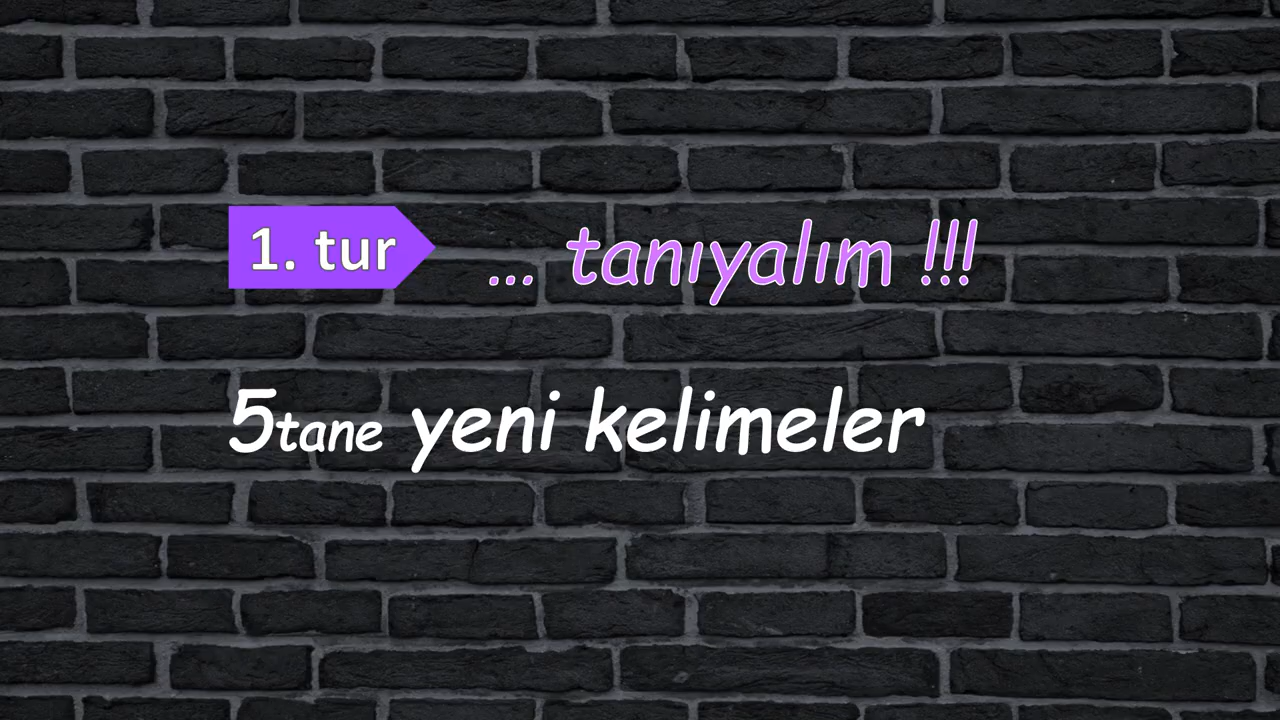 1. tur ... tanıyalım !!!
5tane yeni kelimeler